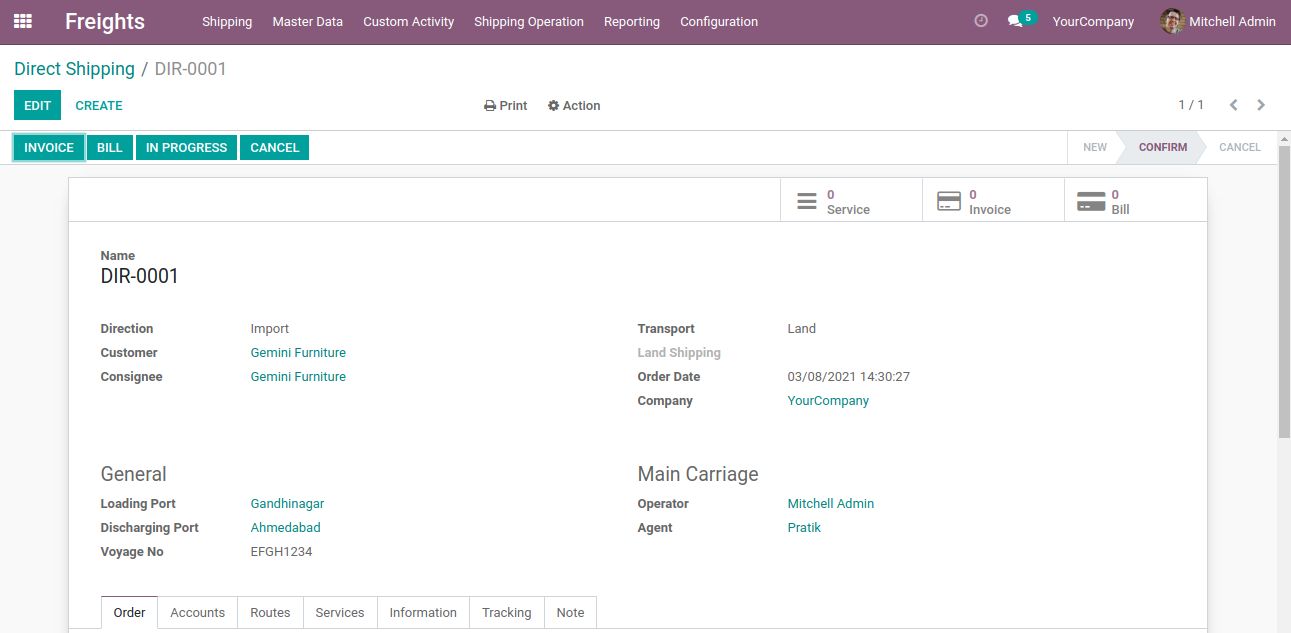 Freights Shipping Master Data Custom Activity Shipping Operation Reporting Configuration 5 YourCompany Mitchell Admin
Direct Shipping / DIR-0001
EDIT CREATE Print Action 1 / 1
INVOICE BILL IN PROGRESS CANCEL NEW CONFIRM CANCEL
0 Service 0 Invoice 0 Bill
Name
DIR-0001
Direction Import Transport Land
Customer Gemini Furniture Land Shipping
Consignee Gemini Furniture Order Date 03/08/2021 14:30:27
Company YourCompany
General Main Carriage
Loading Port Gandhinagar Operator Mitchell Admin
Discharging Port Ahmedabad Agent Pratik
Voyage No EFGH1234
Order Accounts Routes Services Information Tracking Note